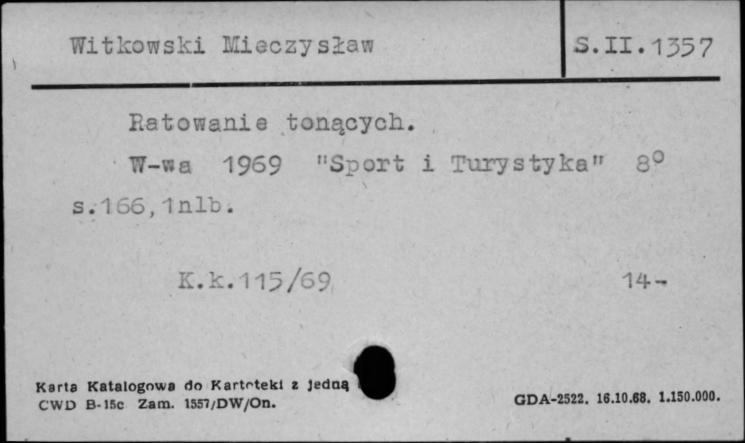 Witkowski Mieczysław S.II.1357
Ratowanie tonących.
W-wa 1969 "Sport i Turystyka" 8°
s.166,1nlb.
K.k.115/69 14-
Karta Katalogowa do Kartoteki z jedną
CWD B-15c Zam. 1557/DW/On. GDA-2522. 16.10.68. 1.150.000.